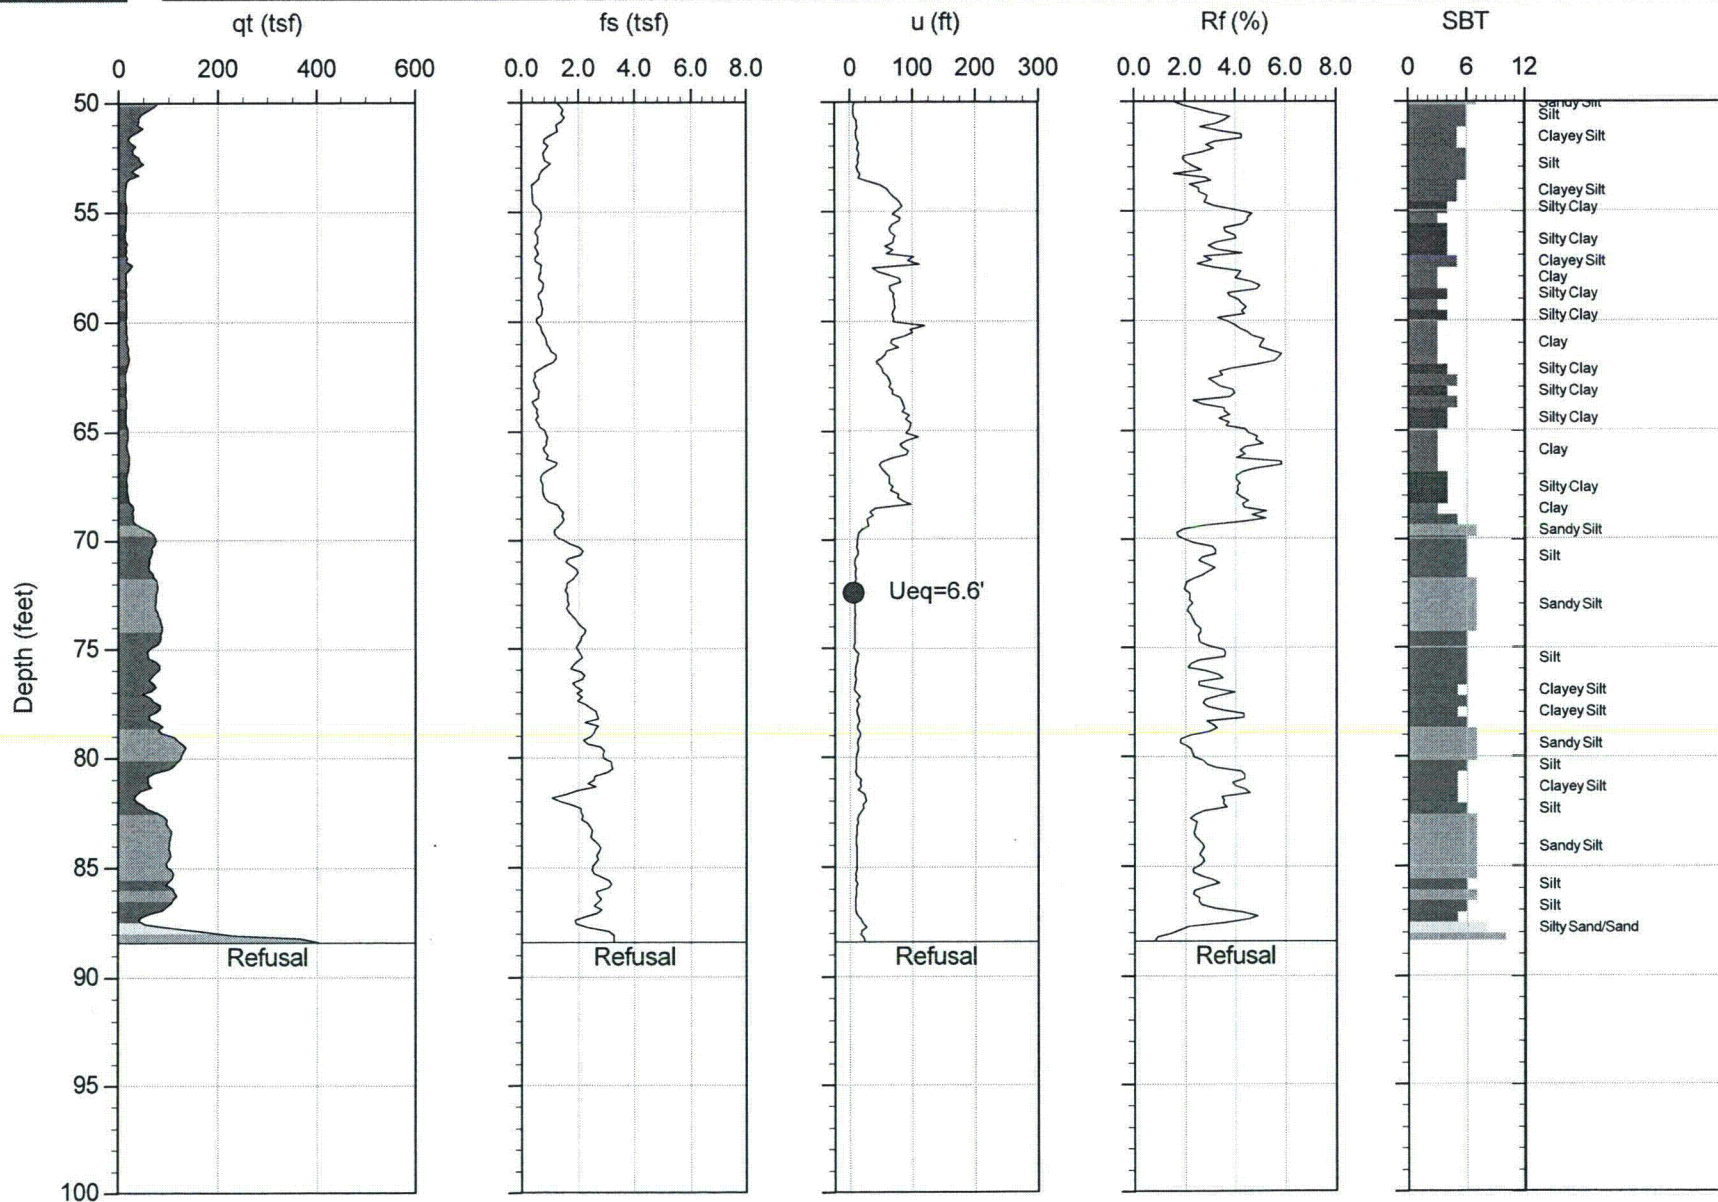 qt (tsf) fs (tsf) u (ft) Rf (%) SBT
0 200 400 600 0.0 2.0 4.0 6.0 8.0 0 100 200 300 0.0 2.0 4.0 6.0 8.0 0 6 12
50
Sandy Silt
Silt
Clayey Silt
Silt
Clayey Silt
55
Silty Clay
Silty Clay
Clayey Silt
Clay
Silty Clay
Silty Clay
60
Clay
Silty Clay
Silty Clay
Silty Clay
65
Clay
Silty Clay
Clay
Sandy Silt
70
Silt
Ueq=6.6'
Sandy Silt
Depth (feet)
75
Silt
Clayey Silt
Clayey Silt
Sandy Silt
80
Silt
Clayey Silt
Silt
Sandy Silt
85
Silt
Silt
Silty Sand/Sand
Refusal Refusal Refusal Refusal
90
95
100